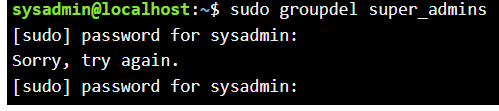 sysadmin@localhost:~$ sudo groupdel super_admins
[sudo] password for sysadmin:
Sorry, try again.
[sudo] password for sysadmin: